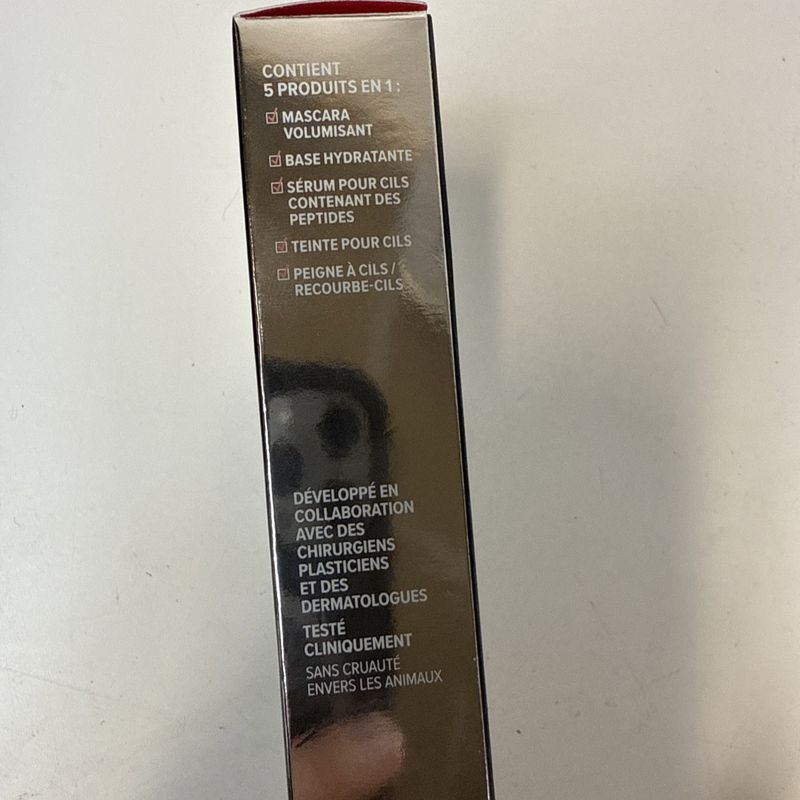 CONTIENT
5 PRODUITS EN 1 :
MASCARA
VOLUMISANT
BASE HYDRATANTE
SÉRUM POUR CILS
CONTENANT DES
PEPTIDES
TEINTE POUR CILS
PEIGNE À CILS /
RECOURBE-CILS
DÉVELOPPÉ EN
COLLABORATION
AVEC DES
CHIRURGIENS
PLASTICIENS
ET DES
DERMATOLOGUES
TESTÉ
CLINIQUEMENT
SANS CRUAUTÉ
ENVERS LES ANIMAUX